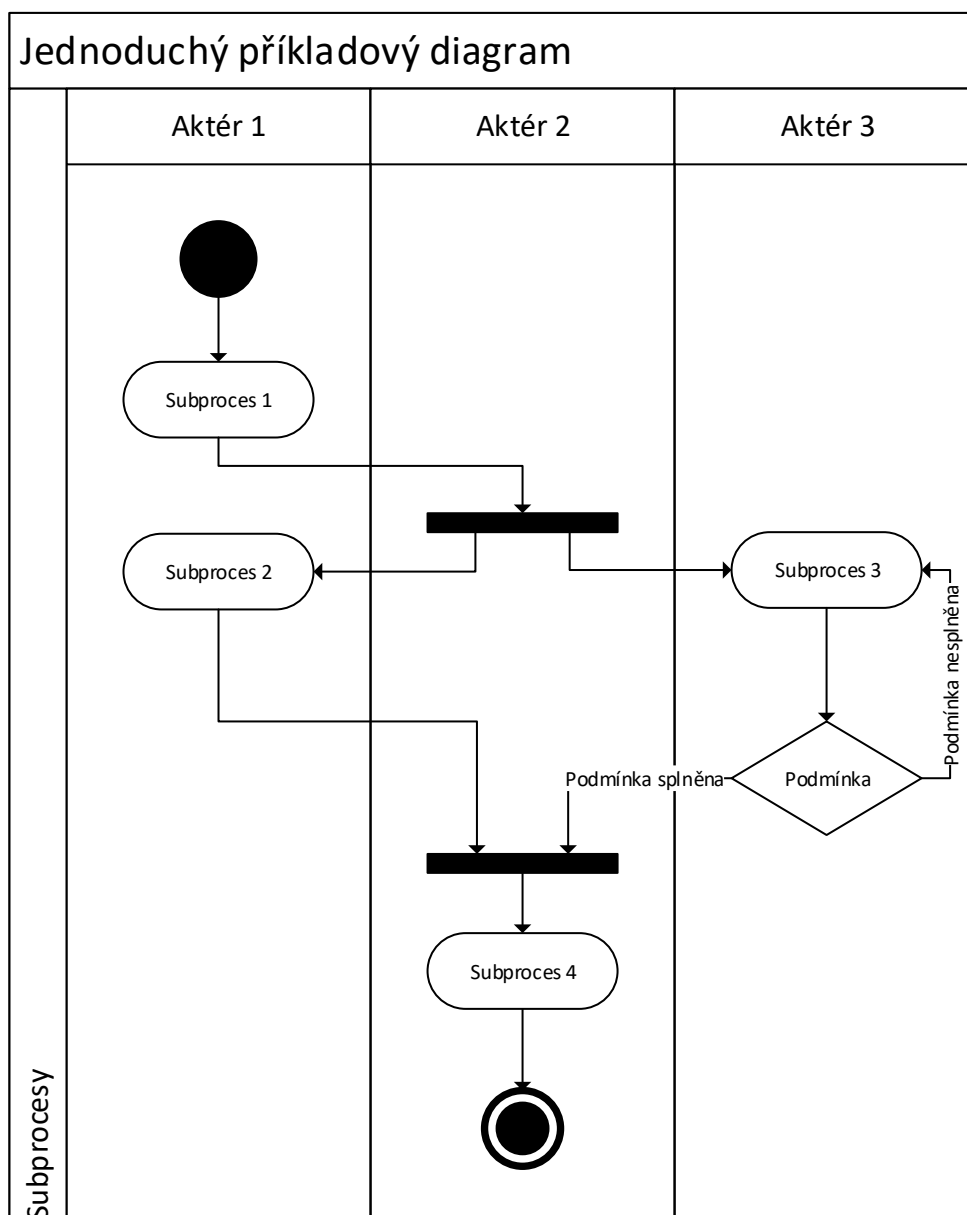 Jednoduchý příkladový diagram
Aktér 1
Aktér 2
Aktér 3
Subproces 1
Subproces 2
Subproces 3
Podmínka nesplněna
Podmínka splněna
Podmínka
Subproces 4
Subprocesy